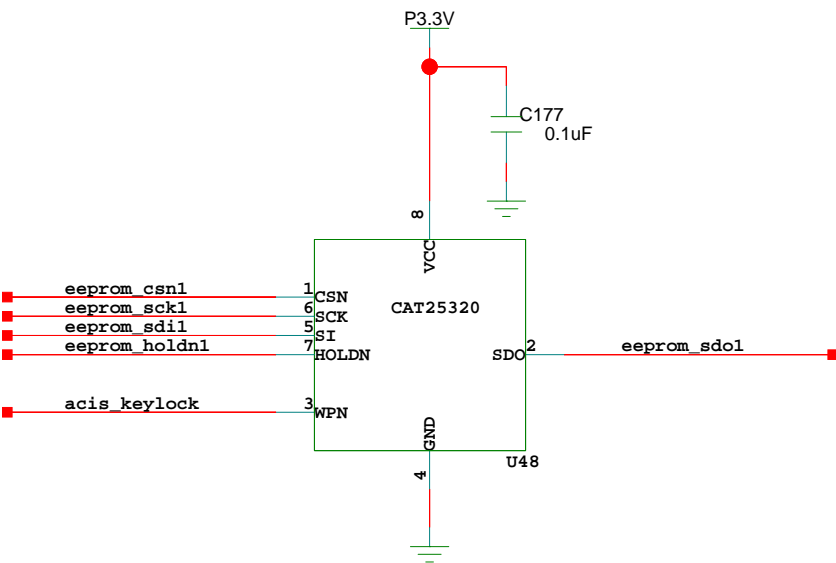 P3.3V
C177
0.1uF
8
VCC
eeprom_csn1
1
CSN
CAT25320
eeprom_sck1
6
SCK
eeprom_sdi1
5
SI
eeprom_holdn1
7
HOLDN
SDO
2
eeprom_sdo1
acis_keylock
3
WPN
GND
U48
4